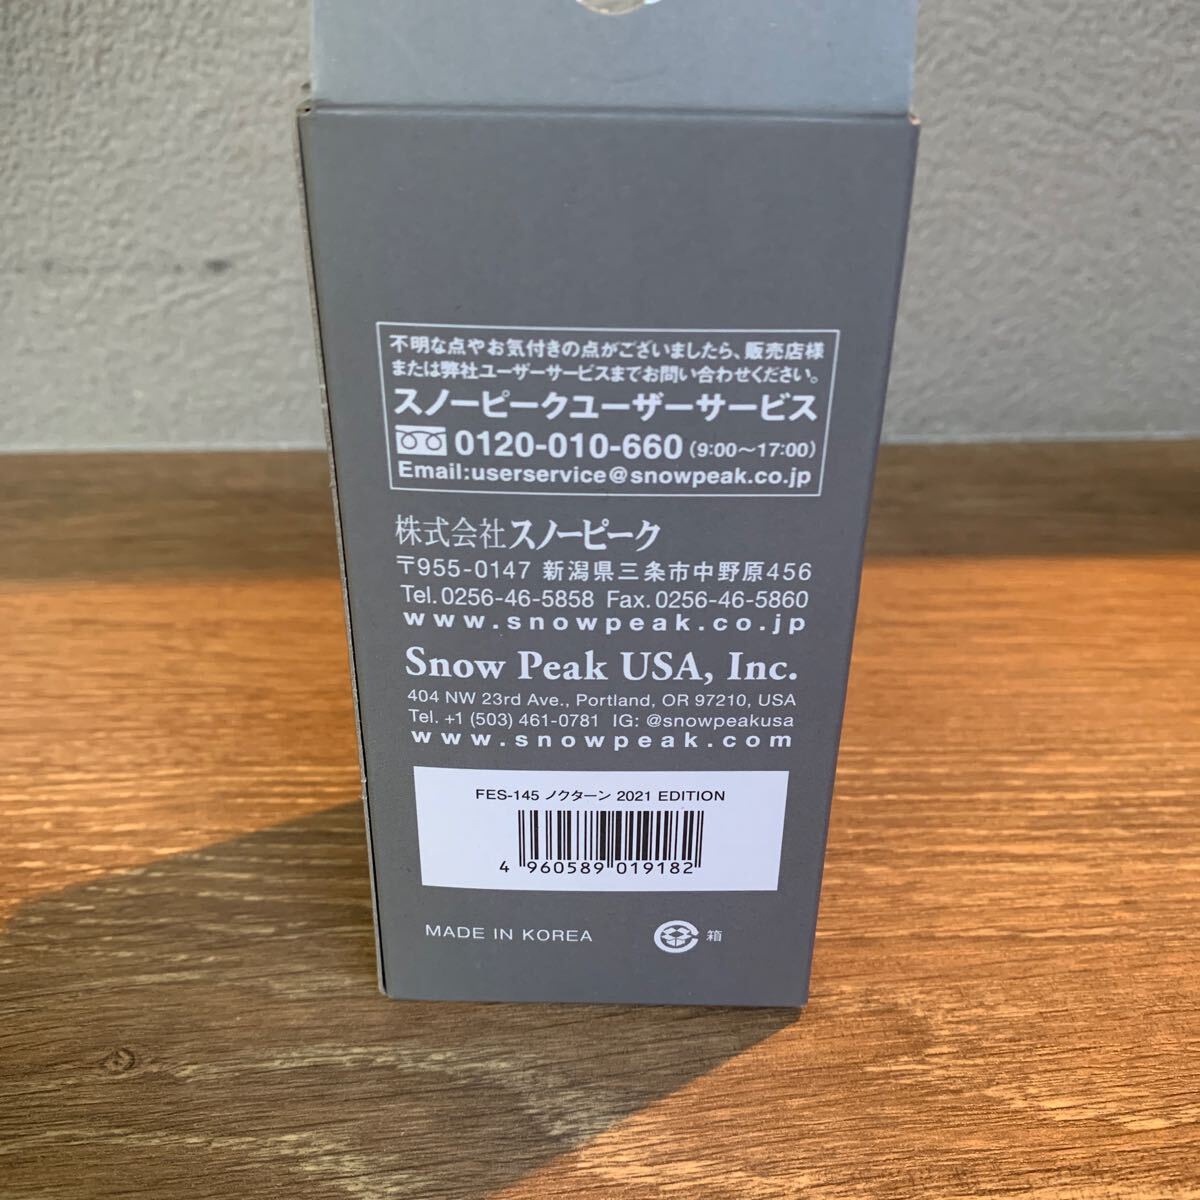 不明な点やお気付きの点がございましたら、販売店様
または弊社ユーザーサービスまでお問い合わせください。
スノーピークユーザーサービス
0120-010-660 (9:00〜17:00)
Email:userservice@snowpeak.co.jp
株式会社スノーピーク
〒955-0147 新潟県三条市中野原456
Tel.0256-46-5858 Fax.0256-46-5860
www.snowpeak.co.jp
Snow Peak USA, Inc.
404 NW 23rd Ave., Portland, OR 97210, USA
Tel. +1 (503) 461-0781 IG: @snowpeakusa
www.snowpeak.com
FES-145 ノクターン 2021 EDITION
4 960589 019182
MADE IN KOREA 箱